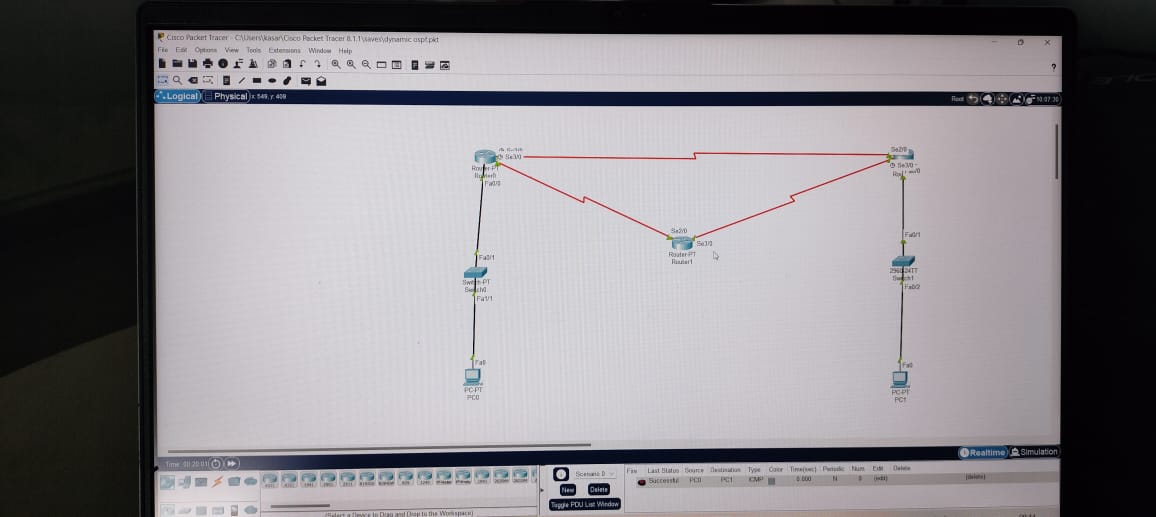 Cisco Packet Tracer - C:\Users\kasar\Cisco Packet Tracer 8.1.1\saves\dynamic ospf.pkt
File Edit Options View Tools Extensions Window Help
?
Logical Physical x: 549, y: 409 Root 10:07:30
Se3/0
Router-PT
Router0
Fa0/0
Se2/0
Se3/0
Se2/0
Se3/0
Router-PT
Router1
Fa0/1
Fa0/1
Switch-PT
Switch0
Fa1/1
2960-24TT
Switch1
Fa0/2
Fa0
Fa0
PC-PT
PC0
PC-PT
PC1
Time: 00:20:01
Realtime Simulation
Scenario 0
New Delete
Toggle PDU List Window
Fire Last Status Source Destination Type Color Time(sec) Periodic Num Edit Delete
Successful PC0 PC1 ICMP 0.000 N 0 (edit) (delete)
(Select a Device to Drag and Drop to the Workspace)